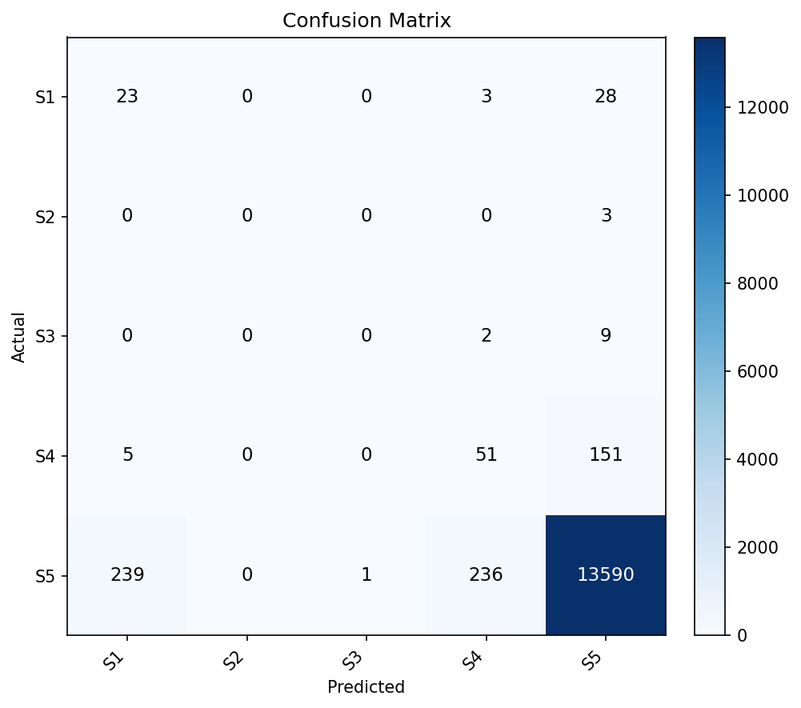 Confusion Matrix
S1 23 0 0 3 28
S2 0 0 0 0 3
S3 0 0 0 2 9
S4 5 0 0 51 151
S5 239 0 1 236 13590
S1 S2 S3 S4 S5
Predicted
Actual
12000
10000
8000
6000
4000
2000
0